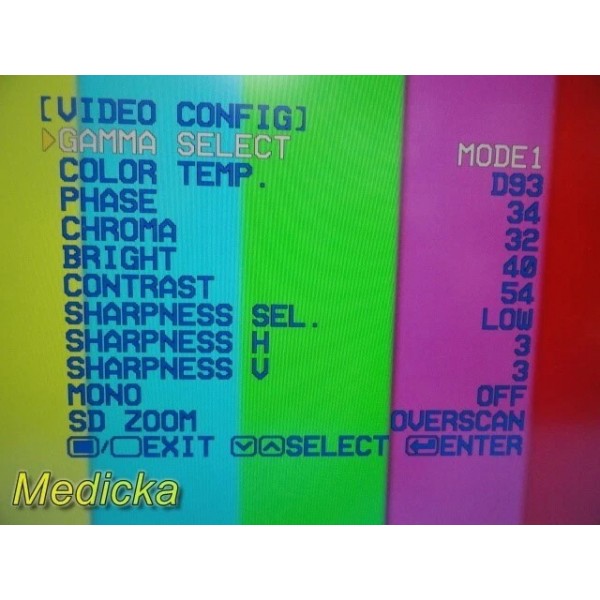 [VIDEO CONFIG]
GAMMA SELECT MODE1
COLOR TEMP. D93
PHASE 34
CHROMA 32
BRIGHT 40
CONTRAST 54
SHARPNESS SEL. LOW
SHARPNESS H 3
SHARPNESS V 3
MONO OFF
SD ZOOM OVERSCAN
/ EXIT SELECT ENTER
Medicka